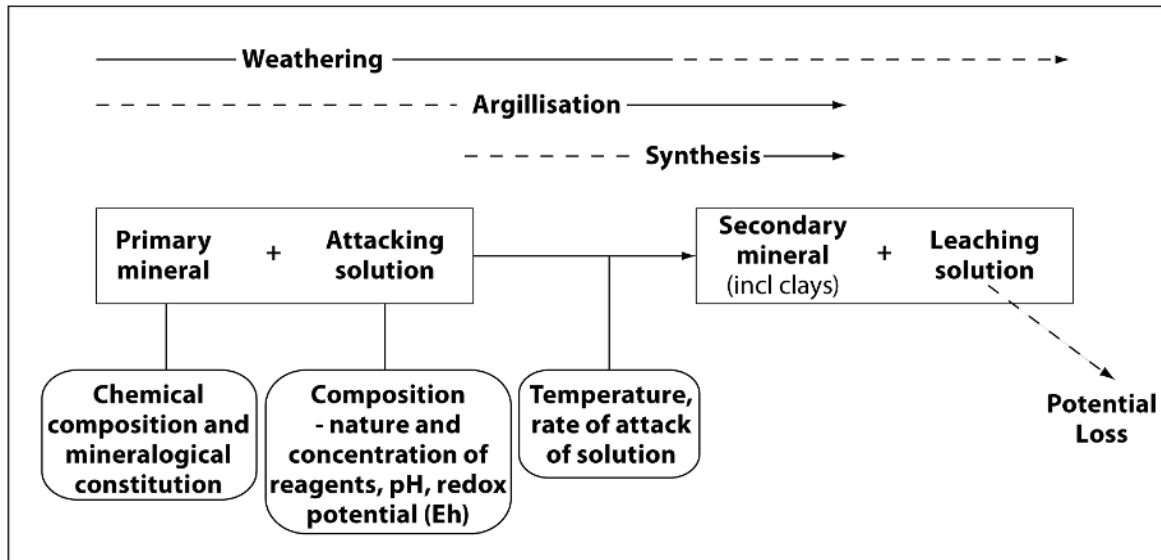 Weathering
Argillisation
Synthesis
Primary
mineral
+
Attacking
solution
Secondary
mineral
(incl clays)
+
Leaching
solution
Chemical
composition and
mineralogical
constitution
Composition
- nature and
concentration of
reagents, pH, redox
potential (Eh)
Temperature,
rate of attack
of solution
Potential
Loss